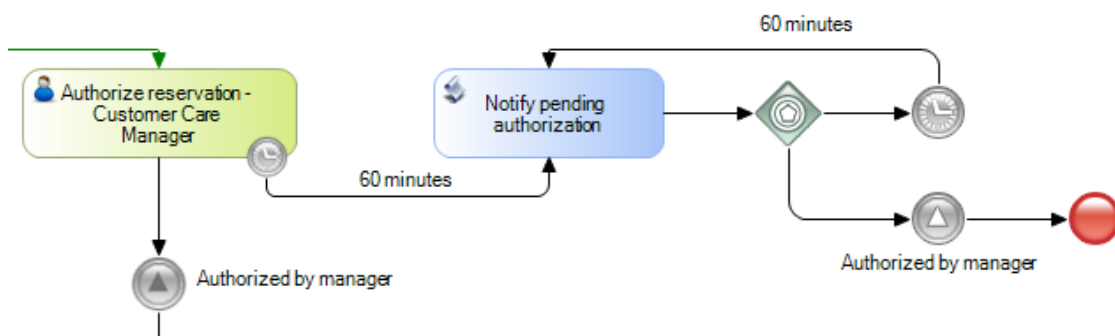 60 minutes
Authorize reservation -
Customer Care
Manager
Notify pending
authorization
60 minutes
Authorized by manager
Authorized by manager